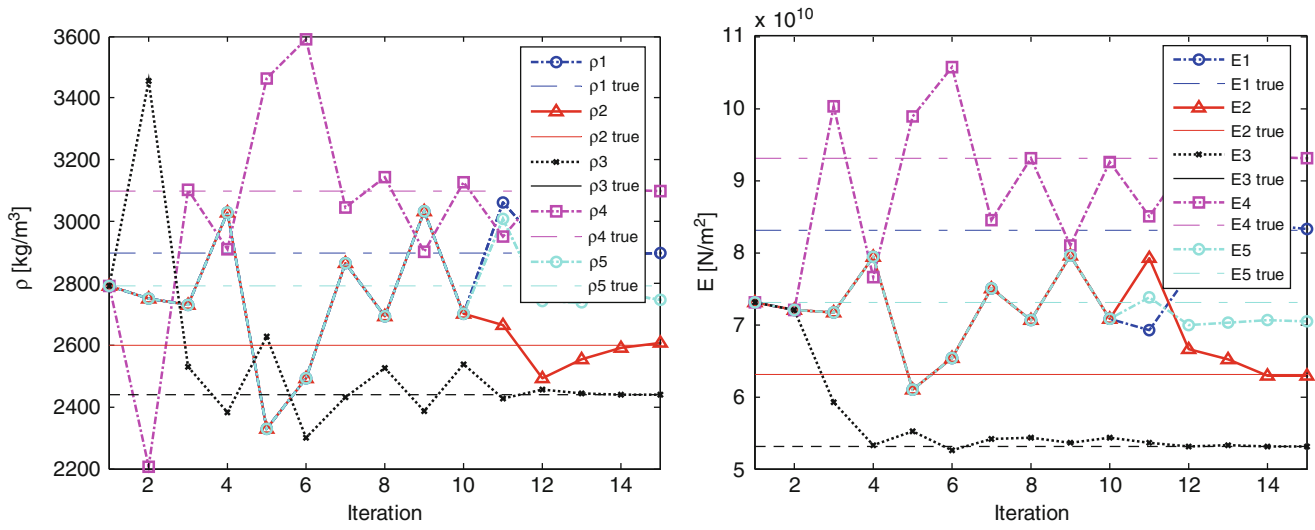 3600
3400
3200
3000
2800
2600
2400
2200
ρ [kg/m³]
2
4
6
8
10
12
14
Iteration
ρ1
ρ1 true
ρ2
ρ2 true
ρ3
ρ3 true
ρ4
ρ4 true
ρ5
ρ5 true
x 10¹⁰
11
10
9
8
7
6
5
E [N/m²]
2
4
6
8
10
12
14
Iteration
E1
E1 true
E2
E2 true
E3
E3 true
E4
E4 true
E5
E5 true